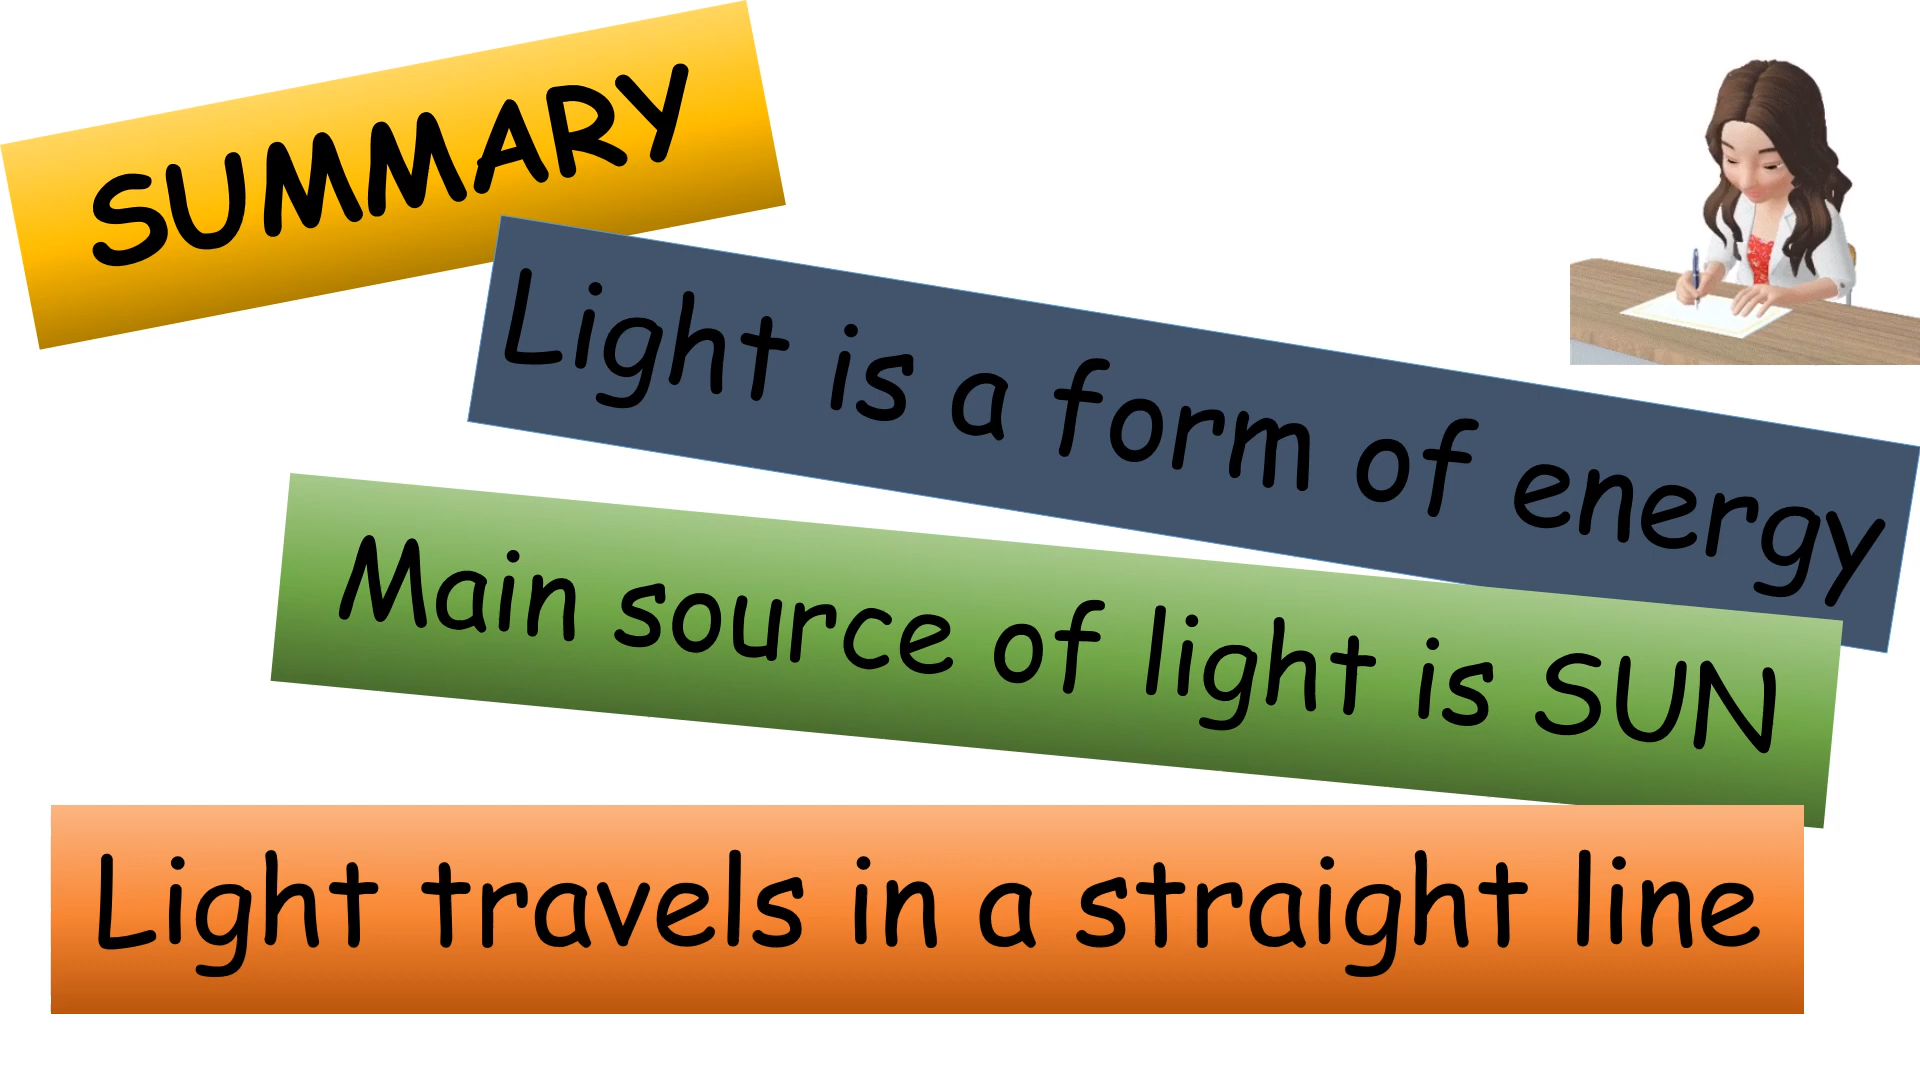 SUMMARY
Light is a form of energy
Main source of light is SUN
Light travels in a straight line